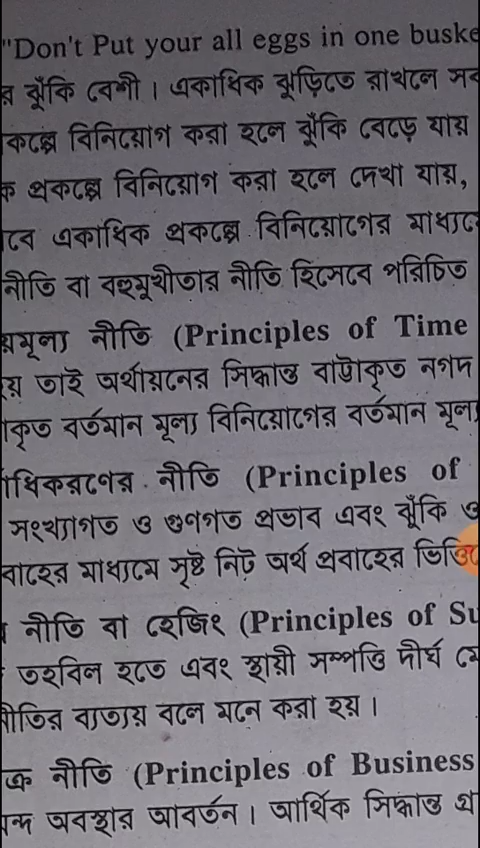 "Don't Put your all eggs in one buske
র ঝুঁকি বেশী। একাধিক ঝুড়িতে রাখলে সব
কল্পে বিনিয়োগ করা হলে ঝুঁকি বেড়ে যায়
ক প্রকল্পে বিনিয়োগ করা হলে দেখা যায়,
বে একাধিক প্রকল্পে বিনিয়োগের মাধ্যমে
নীতি বা বহুমুখীতার নীতি হিসেবে পরিচিত
য়মূল্য নীতি (Principles of Time
হয় তাই অর্থায়নের সিদ্ধান্ত বাট্টাকৃত নগদ
াকৃত বর্তমান মূল্য বিনিয়োগের বর্তমান মূল্য
াধিকরণের নীতি (Principles of
সংখ্যাগত ও গুণগত প্রভাব এবং ঝুঁকি ও
বাহের মাধ্যমে সৃষ্ট নিট অর্থ প্রবাহের ভিত্তিতে
নীতি বা হেজিং (Principles of Su
তহবিল হতে এবং স্থায়ী সম্পত্তি দীর্ঘ মে
নীতির ব্যত্যয় বলে মনে করা হয়।
ক্র নীতি (Principles of Business
মন্দ অবস্থার আবর্তন। আর্থিক সিদ্ধান্ত গ্র